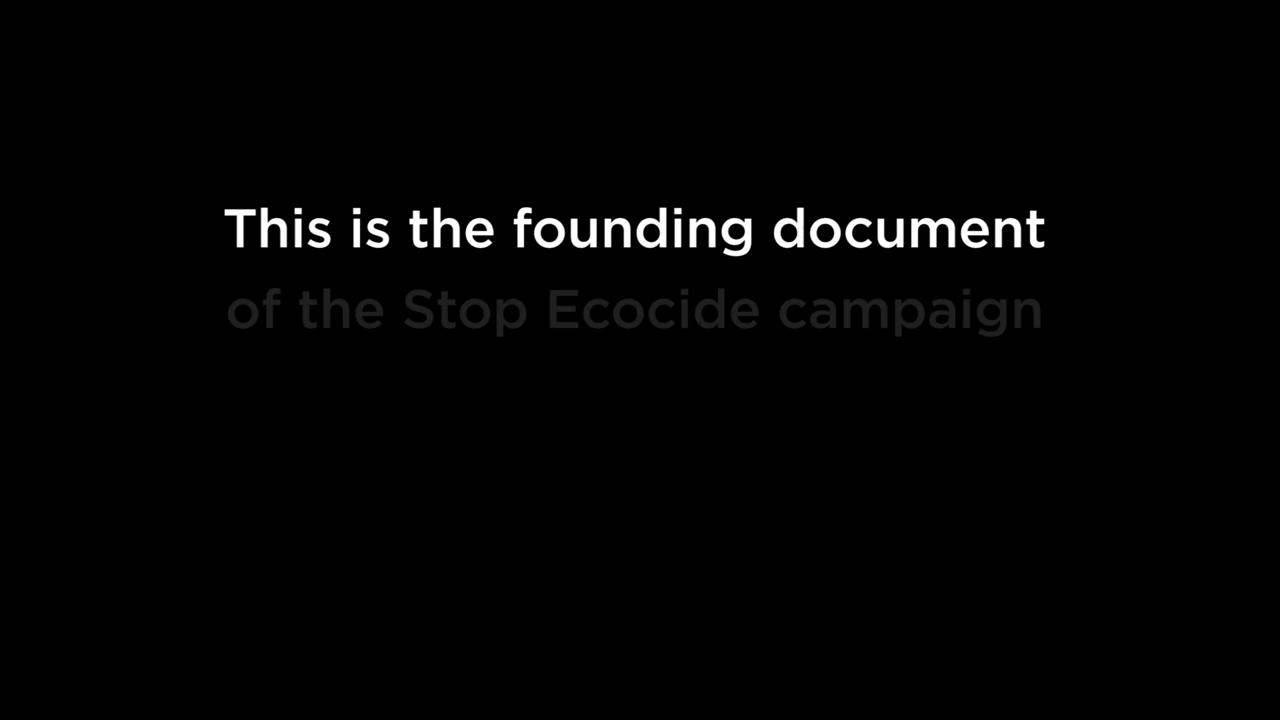 This is the founding document
of the Stop Ecocide campaign